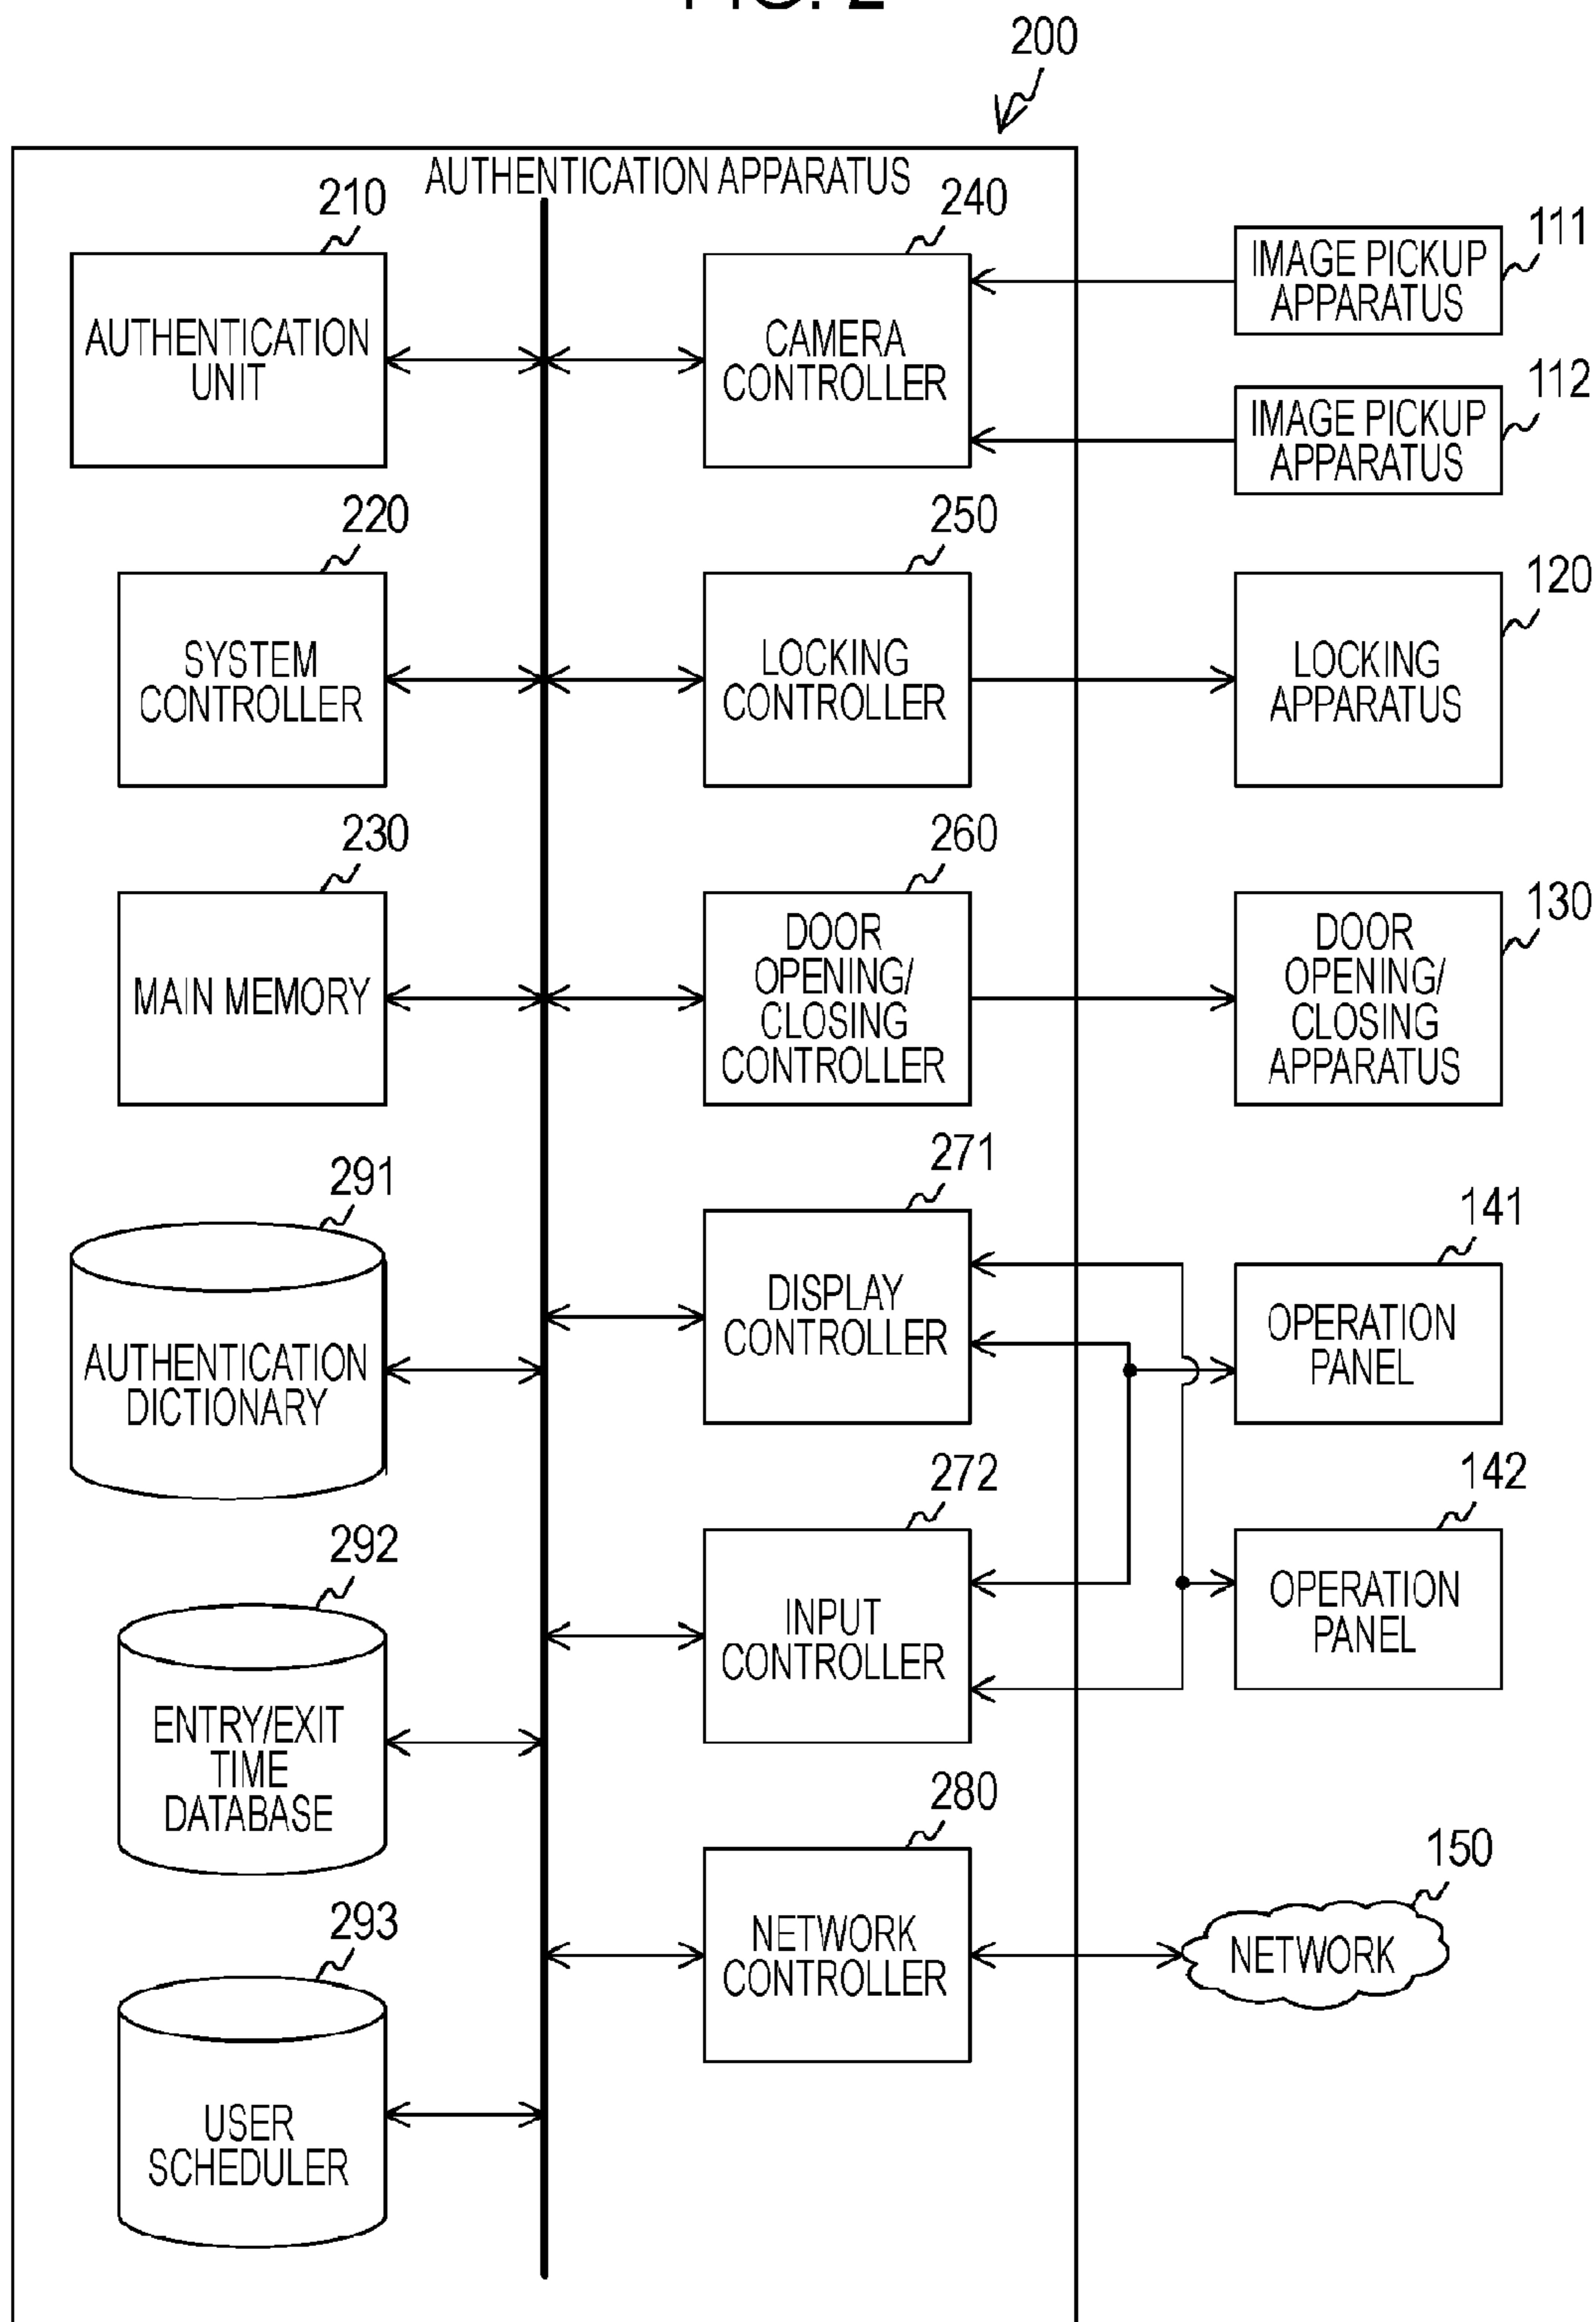 FIG. 2
200
AUTHENTICATION APPARATUS
210
AUTHENTICATION
UNIT
240
CAMERA
CONTROLLER
111
IMAGE PICKUP
APPARATUS
112
IMAGE PICKUP
APPARATUS
220
SYSTEM
CONTROLLER
250
LOCKING
CONTROLLER
120
LOCKING
APPARATUS
230
MAIN MEMORY
260
DOOR
OPENING/
CLOSING
CONTROLLER
130
DOOR
OPENING/
CLOSING
APPARATUS
291
AUTHENTICATION
DICTIONARY
271
DISPLAY
CONTROLLER
141
OPERATION
PANEL
292
ENTRY/EXIT
TIME
DATABASE
272
INPUT
CONTROLLER
142
OPERATION
PANEL
293
USER
SCHEDULER
280
NETWORK
CONTROLLER
150
NETWORK